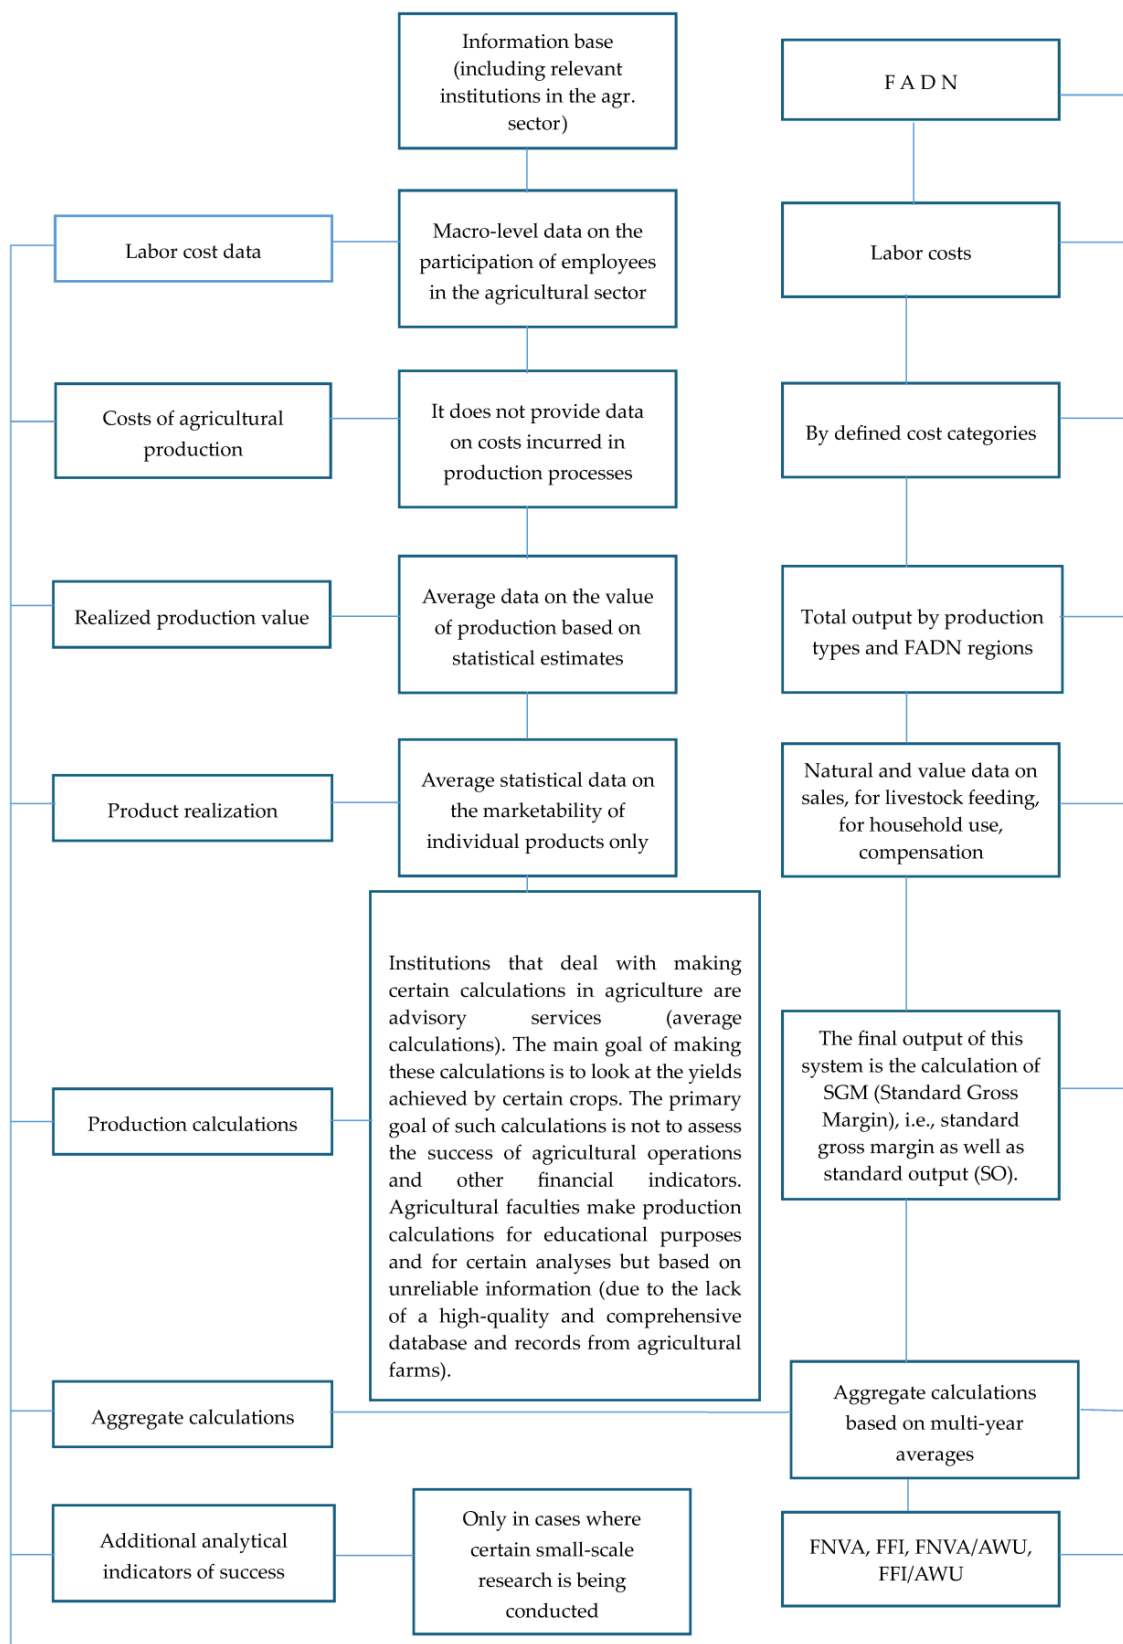 Information base
(including relevant
institutions in the agr.
sector)
F A D N
Labor cost data
Macro-level data on the
participation of employees
in the agricultural sector
Labor costs
Costs of agricultural
production
It does not provide data
on costs incurred in
production processes
By defined cost categories
Realized production value
Average data on the value
of production based on
statistical estimates
Total output by production
types and FADN regions
Product realization
Average statistical data on
the marketability of
individual products only
Natural and value data on
sales, for livestock feeding,
for household use,
compensation
Production calculations
Institutions that deal with making
certain calculations in agriculture are
advisory services (average
calculations). The main goal of making
these calculations is to look at the yields
achieved by certain crops. The primary
goal of such calculations is not to assess
the success of agricultural operations
and other financial indicators.
Agricultural faculties make production
calculations for educational purposes
and for certain analyses but based on
unreliable information (due to the lack
of a high-quality and comprehensive
database and records from agricultural
farms).
The final output of this
system is the calculation of
SGM (Standard Gross
Margin), i.e., standard
gross margin as well as
standard output (SO).
Aggregate calculations
Aggregate calculations
based on multi-year
averages
Additional analytical
indicators of success
Only in cases where
certain small-scale
research is being
conducted
FNVA, FFI, FNVA/AWU,
FFI/AWU